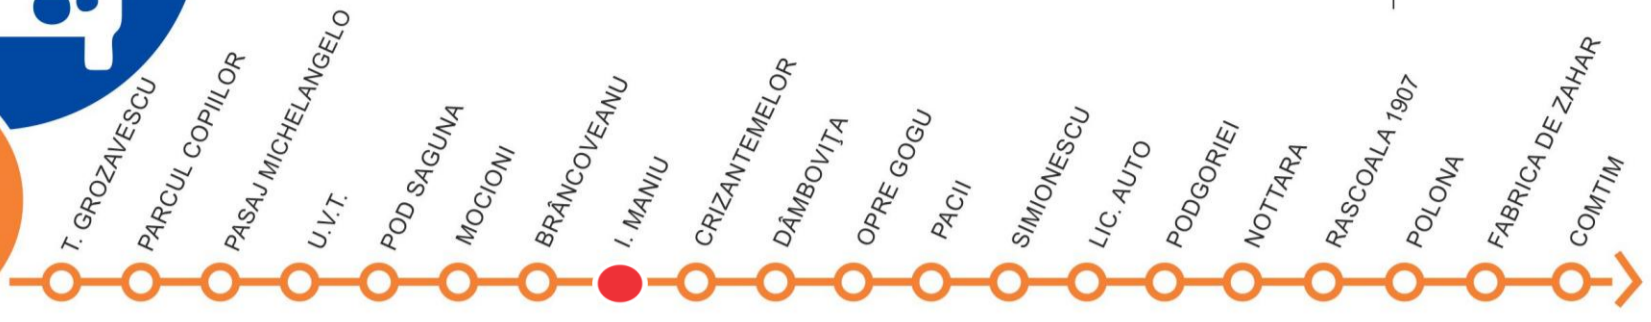 T. GROZAVESCU
PARCUL COPIILOR
PASAJ MICHELANGELO
U.V.T.
POD SAGUNA
MOCIONI
BRÂNCOVEANU
I. MANIU
CRIZANTEMELOR
DÂMBOVIŢA
OPRE GOGU
PACII
SIMIONESCU
LIC. AUTO
PODGORIEI
NOTTARA
RASCOALA 1907
POLONA
FABRICA DE ZAHAR
COMTIM